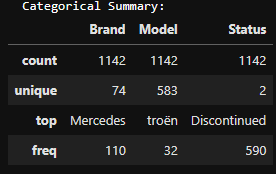 Categorical Summary:
Brand Model Status
count 1142 1142 1142
unique 74 583 2
top Mercedes troën Discontinued
freq 110 32 590